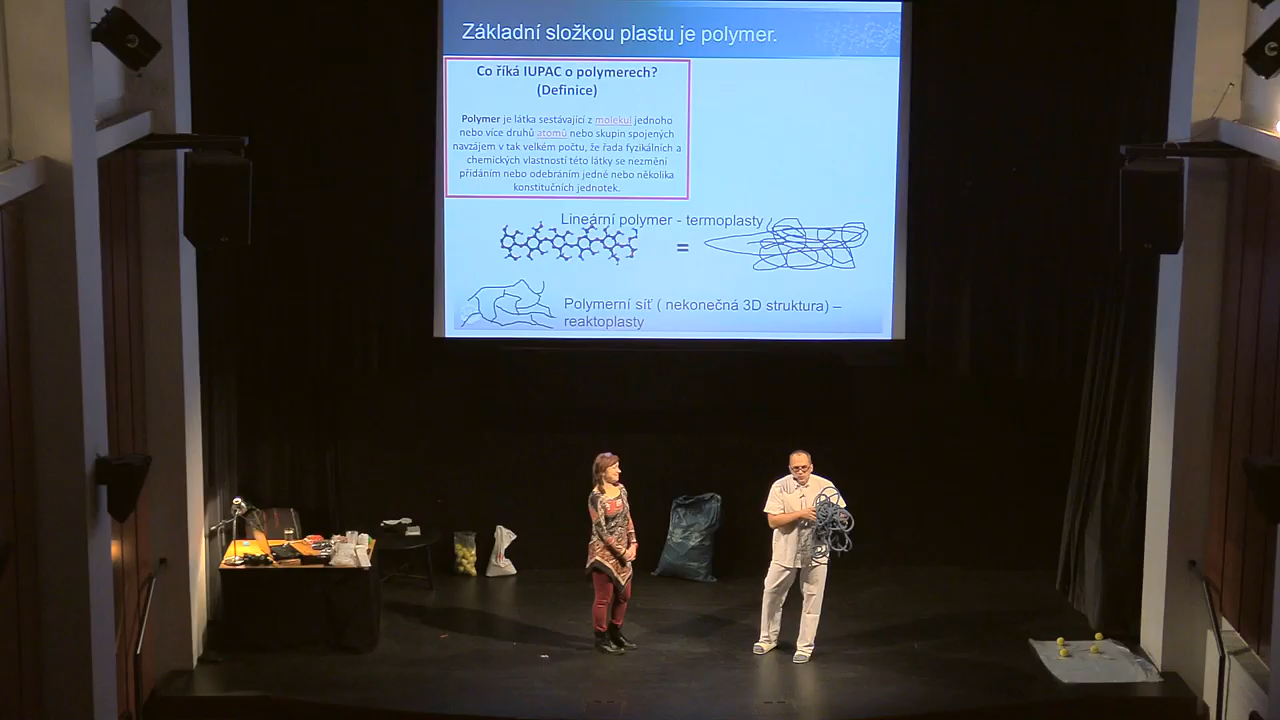 Základní složkou plastu je polymer.
Co říká IUPAC o polymerech?
(Definice)
Polymer je látka sestávající z molekul jednoho
nebo více druhů atomů nebo skupin spojených
navzájem v tak velkém počtu, že řada fyzikálních a
chemických vlastností této látky se nezmění
přidáním nebo odebráním jedné nebo několika
konstitučních jednotek.
Lineární polymer - termoplasty
=
Polymerní síť ( nekonečná 3D struktura) –
reaktoplasty